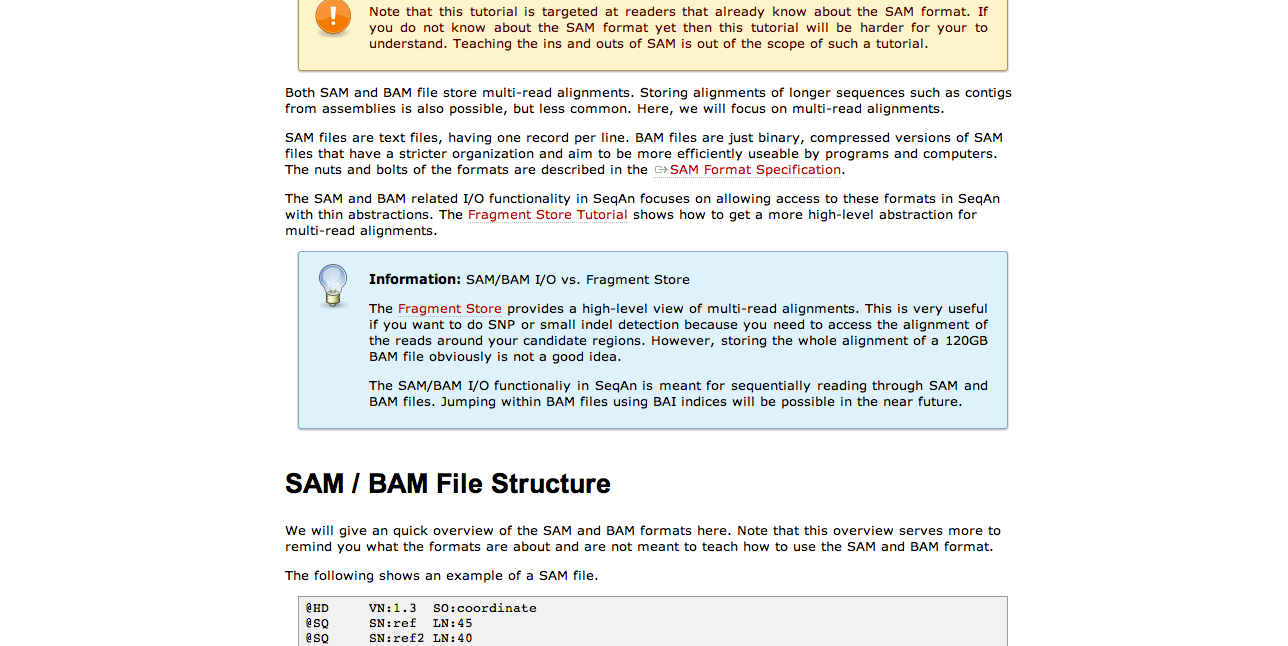 Note that this tutorial is targeted at readers that already know about the SAM format. If
you do not know about the SAM format yet then this tutorial will be harder for your to
understand. Teaching the ins and outs of SAM is out of the scope of such a tutorial.
Both SAM and BAM file store multi-read alignments. Storing alignments of longer sequences such as contigs
from assemblies is also possible, but less common. Here, we will focus on multi-read alignments.
SAM files are text files, having one record per line. BAM files are just binary, compressed versions of SAM
files that have a stricter organization and aim to be more efficiently useable by programs and computers.
The nuts and bolts of the formats are described in the SAM Format Specification.
The SAM and BAM related I/O functionality in SeqAn focuses on allowing access to these formats in SeqAn
with thin abstractions. The Fragment Store Tutorial shows how to get a more high-level abstraction for
multi-read alignments.
Information: SAM/BAM I/O vs. Fragment Store
The Fragment Store provides a high-level view of multi-read alignments. This is very useful
if you want to do SNP or small indel detection because you need to access the alignment of
the reads around your candidate regions. However, storing the whole alignment of a 120GB
BAM file obviously is not a good idea.
The SAM/BAM I/O functionaliy in SeqAn is meant for sequentially reading through SAM and
BAM files. Jumping within BAM files using BAI indices will be possible in the near future.
SAM / BAM File Structure
We will give an quick overview of the SAM and BAM formats here. Note that this overview serves more to
remind you what the formats are about and are not meant to teach how to use the SAM and BAM format.
The following shows an example of a SAM file.
@HD VN:1.3 SO:coordinate
@SQ SN:ref LN:45
@SQ SN:ref2 LN:40